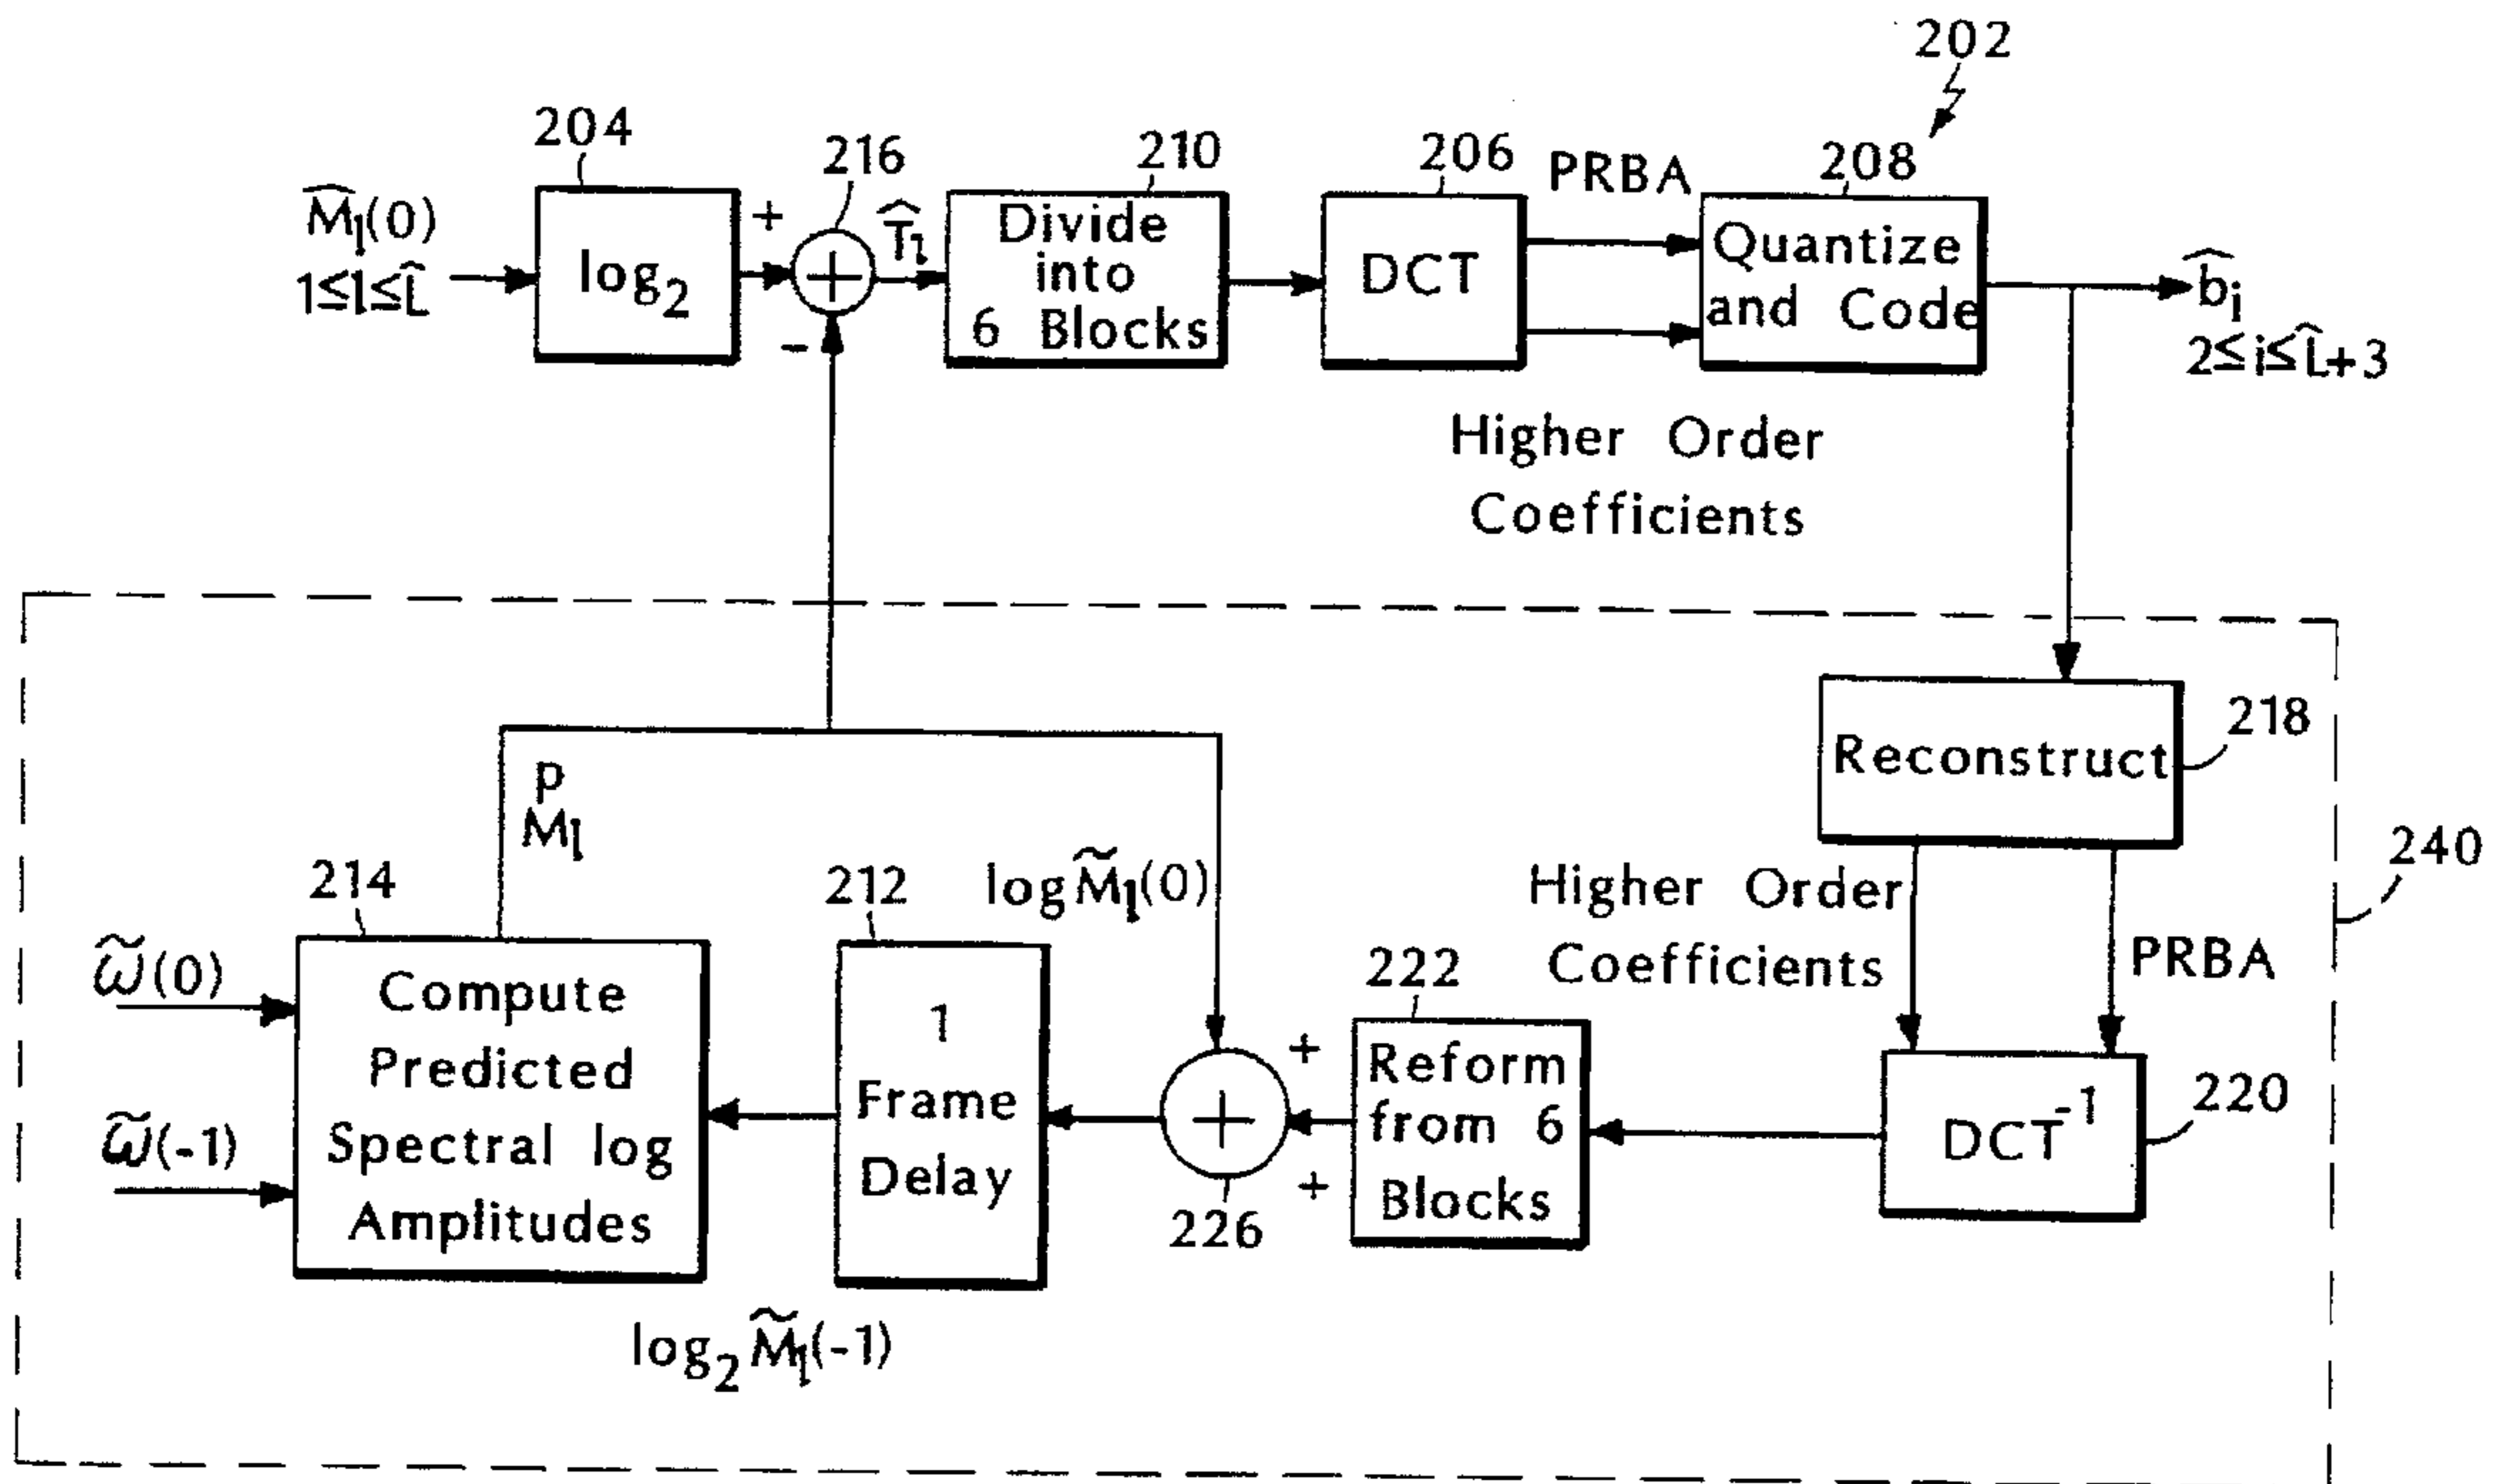 202
204
216
210
206
PRBA
208
M̂l(0)
1≤l≤L̂
log2
+
-
T̂l
Divide
into
6 Blocks
DCT
Quantize
and Code
b̂i
2≤i≤L̂+3
Higher Order
Coefficients
Reconstruct
218
240
p
Ml
214
212
log M̃l(0)
Higher Order
Coefficients
PRBA
222
ω̃(0)
ω̃(-1)
Compute
Predicted
Spectral log
Amplitudes
1
Frame
Delay
+
+
226
Reform
from 6
Blocks
DCT-1
220
log2 M̃l(-1)